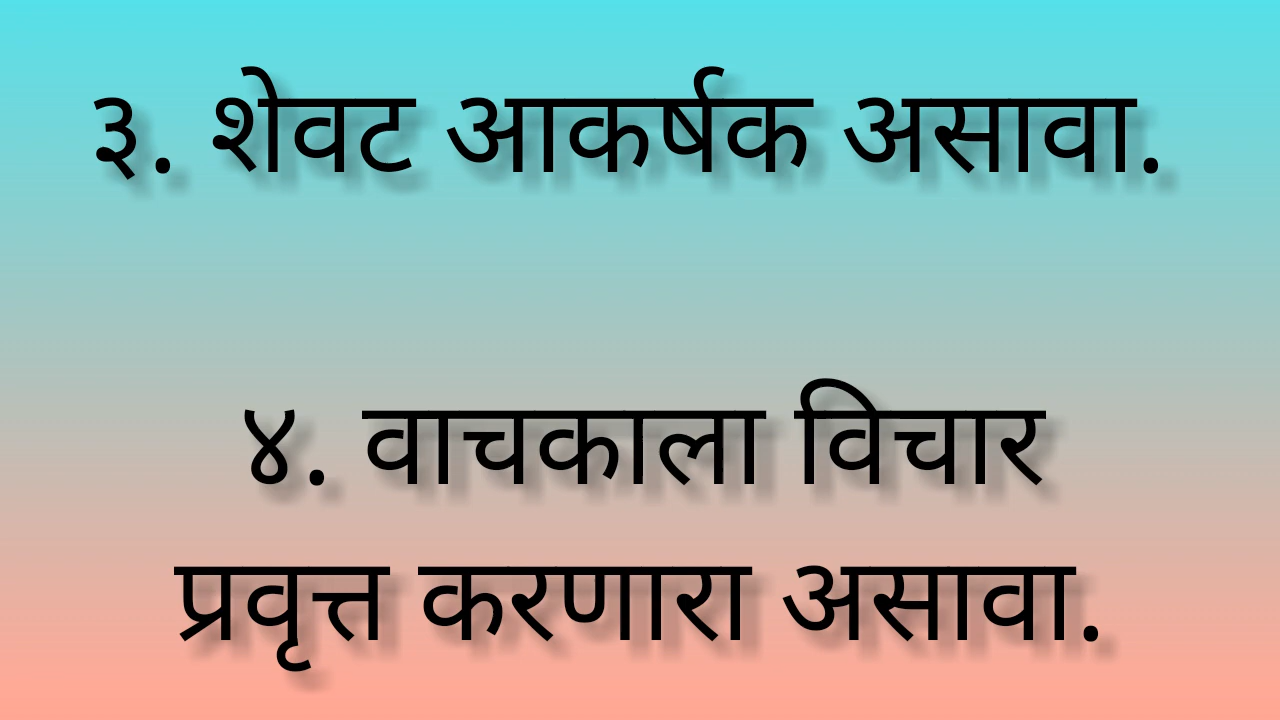 ३. शेवट आकर्षक असावा.
४. वाचकाला विचार
प्रवृत्त करणारा असावा.